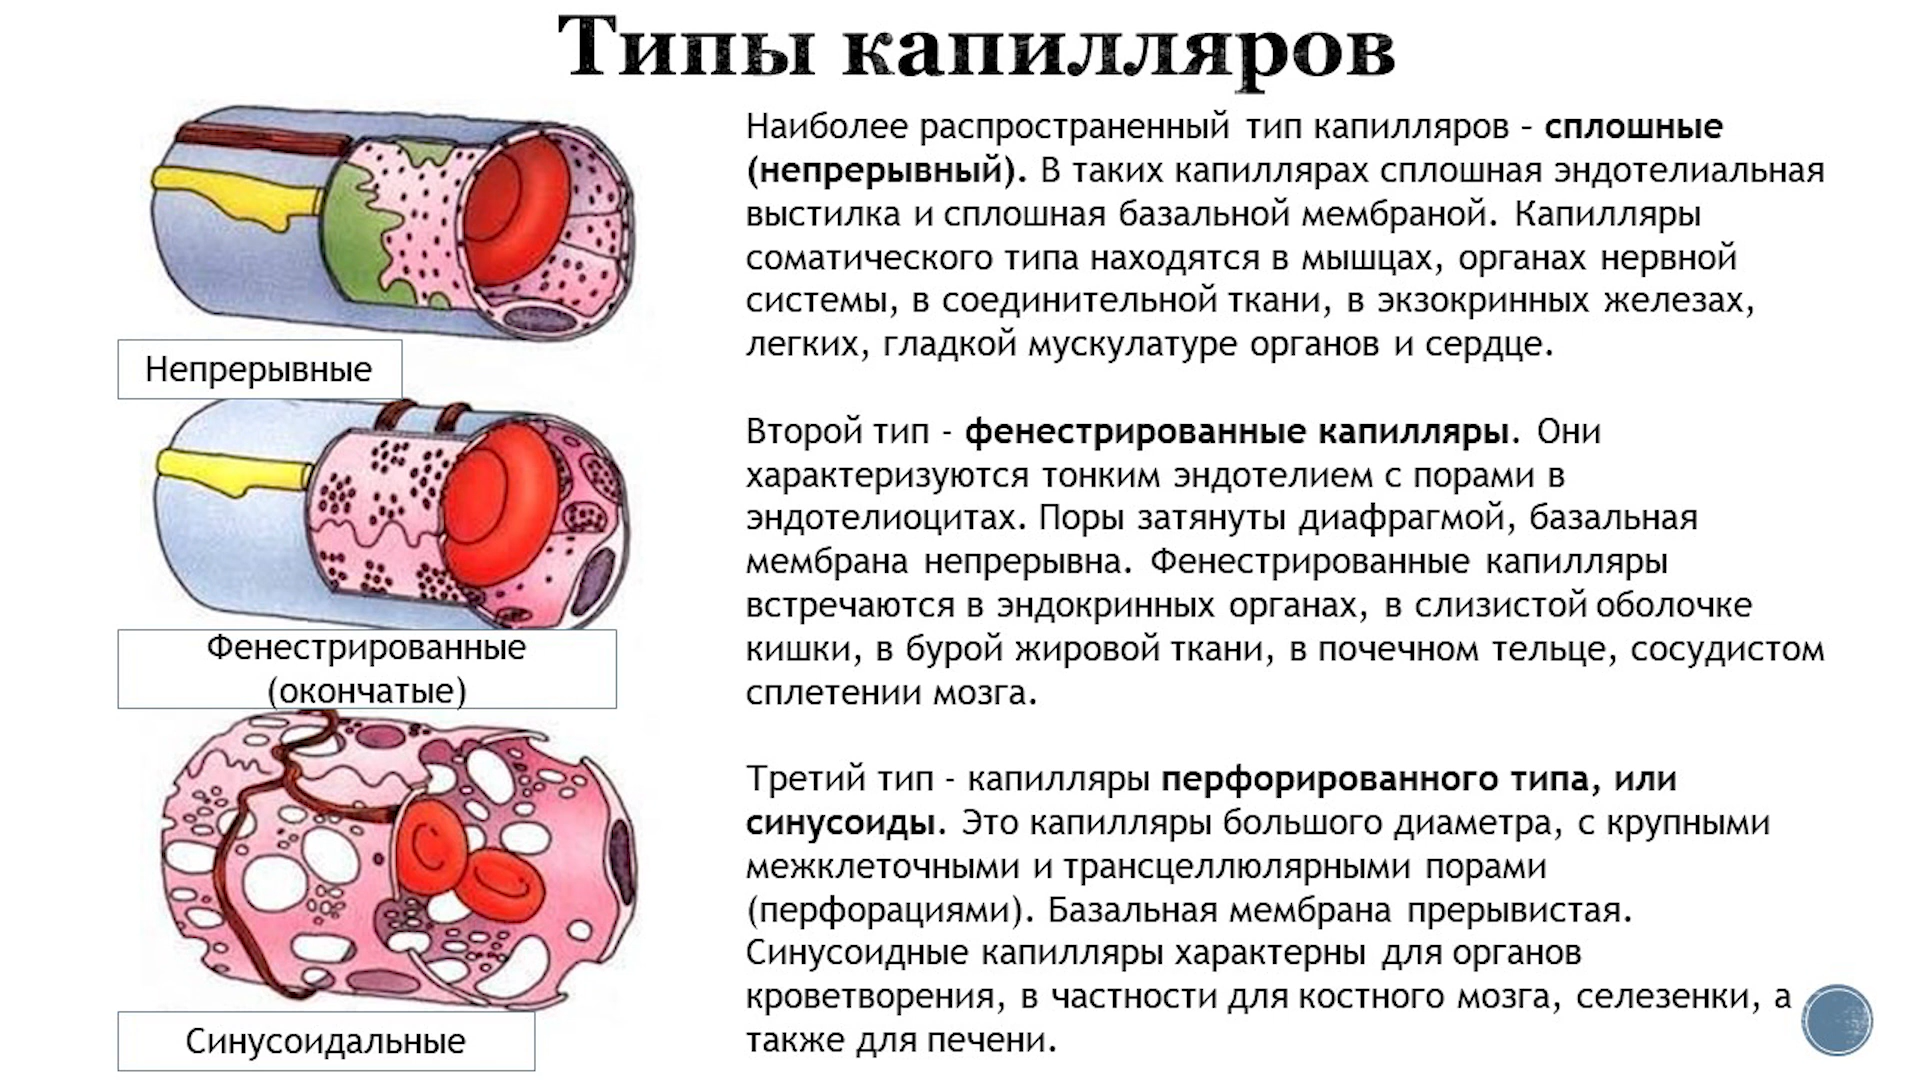 Типы капилляров
Наиболее распространенный тип капилляров – сплошные
(непрерывный). В таких капиллярах сплошная эндотелиальная
выстилка и сплошная базальной мембраной. Капилляры
соматического типа находятся в мышцах, органах нервной
системы, в соединительной ткани, в экзокринных железах,
легких, гладкой мускулатуре органов и сердце.
Непрерывные
Второй тип - фенестрированные капилляры. Они
характеризуются тонким эндотелием с порами в
эндотелиоцитах. Поры затянуты диафрагмой, базальная
мембрана непрерывна. Фенестрированные капилляры
встречаются в эндокринных органах, в слизистой оболочке
кишки, в бурой жировой ткани, в почечном тельце, сосудистом
сплетении мозга.
Фенестрированные
(окончатые)
Третий тип - капилляры перфорированного типа, или
синусоиды. Это капилляры большого диаметра, с крупными
межклеточными и трансцеллюлярными порами
(перфорациями). Базальная мембрана прерывистая.
Синусоидные капилляры характерны для органов
кроветворения, в частности для костного мозга, селезенки, а
также для печени.
Синусоидальные